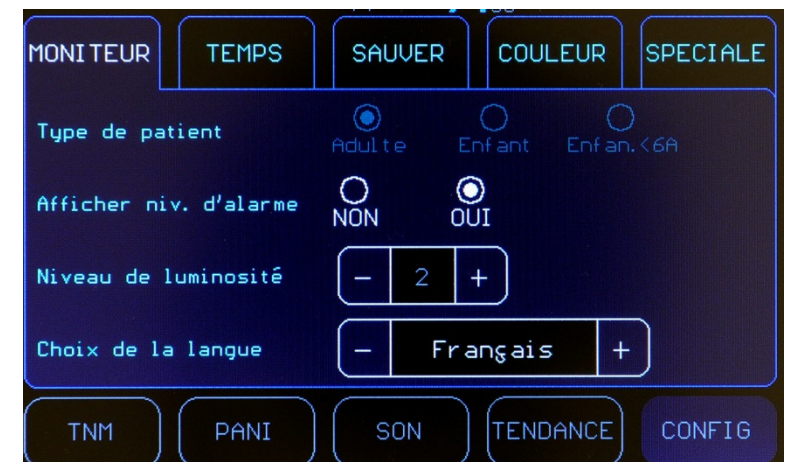 MONITEUR TEMPS SAUVER COULEUR SPECIALE
Type de patient
Adulte Enfant Enfan.<6A
Afficher niv. d'alarme
NON OUI
Niveau de luminosité - 2 +
Choix de la langue - Français +
TNM PANI SON TENDANCE CONFIG